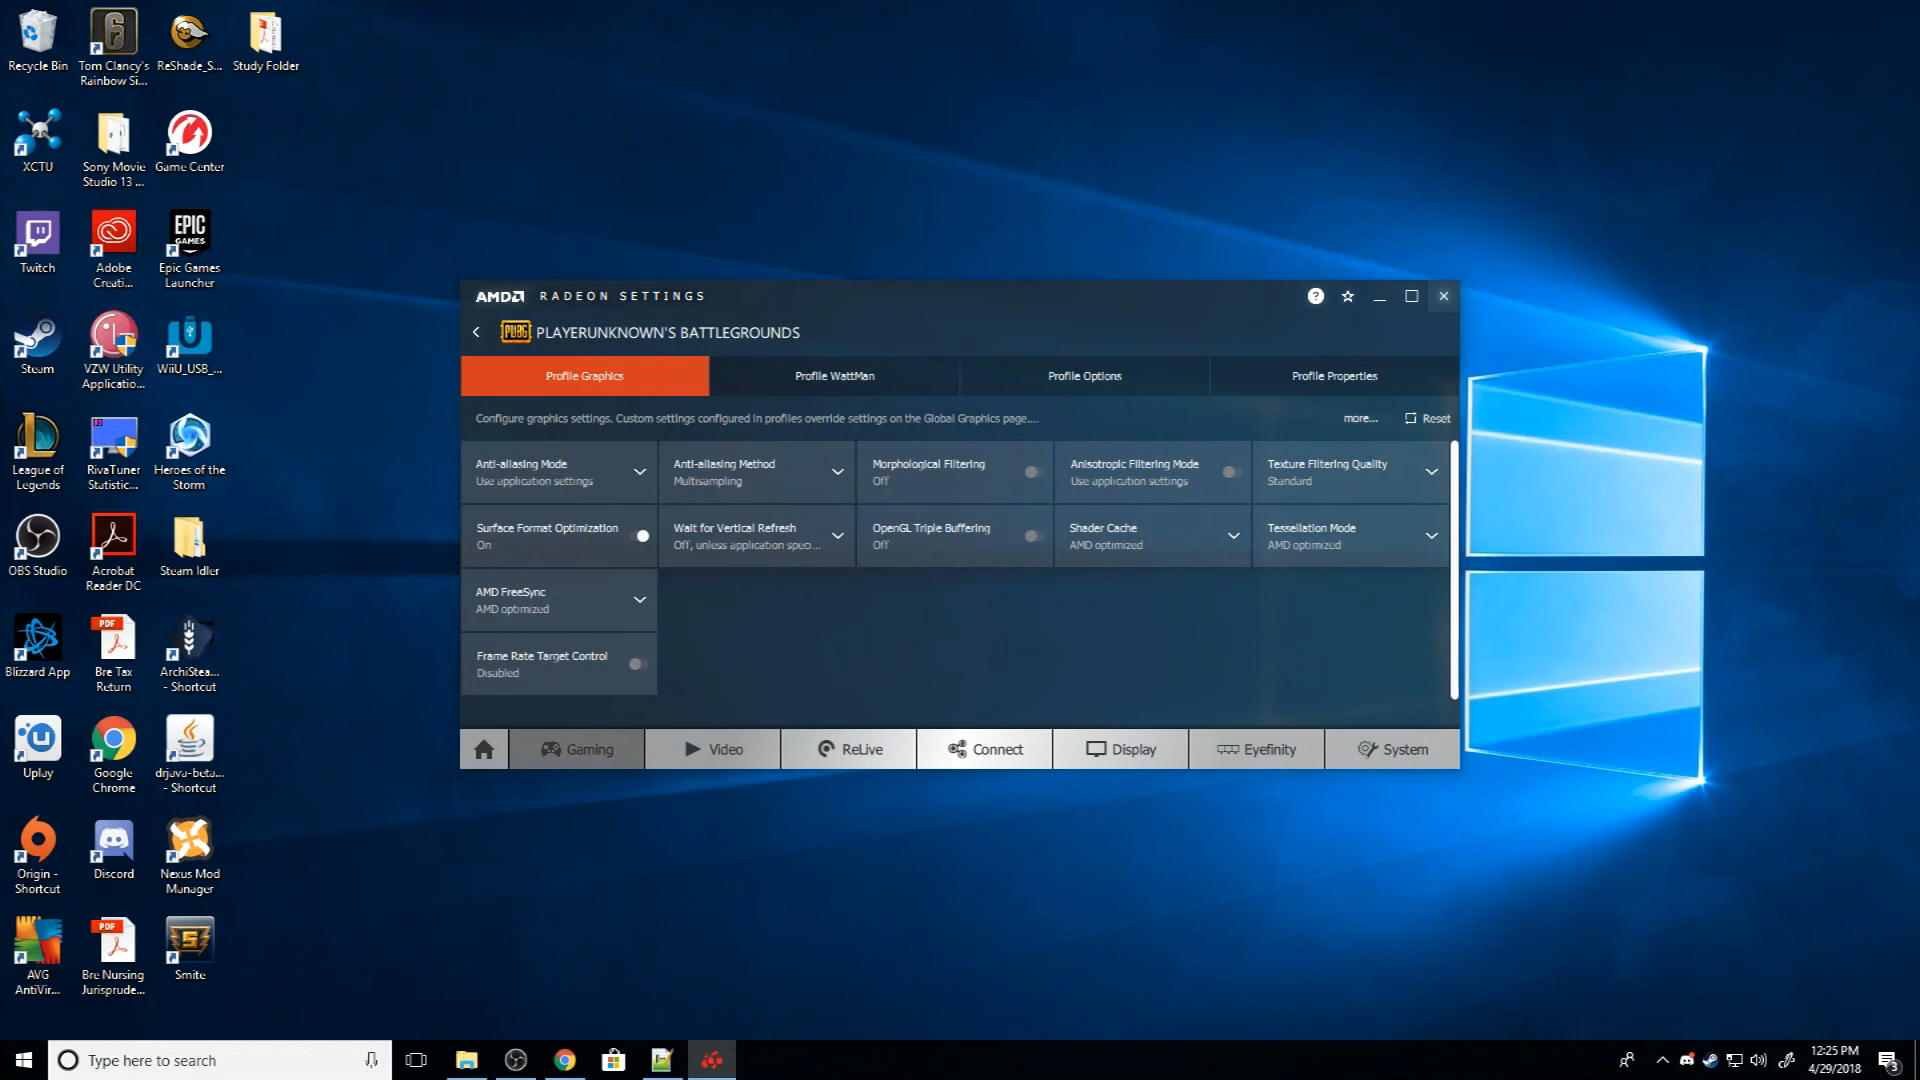 Recycle Bin
Tom Clancy's
Rainbow Si...
ReShade_S...
Study Folder
XCTU
Sony Movie
Studio 13 ...
Game Center
Twitch
Adobe
Creati...
EPIC
GAMES
Epic Games
Launcher
Steam
VZW Utility
Applicatio...
WiiU_USB_...
League of
Legends
RivaTuner
Statistic...
Heroes of the
Storm
OBS Studio
Acrobat
Reader DC
Steam Idler
Blizzard App
PDF
Bre Tax
Return
ArchiStea...
- Shortcut
Uplay
Google
Chrome
drjava-beta...
- Shortcut
Origin -
Shortcut
Discord
Nexus Mod
Manager
AVG
AntiVir...
PDF
Bre Nursing
Jurisprude...
Smite
AMD RADEON SETTINGS
PUBG PLAYERUNKNOWN'S BATTLEGROUNDS
Profile Graphics
Profile WattMan
Profile Options
Profile Properties
Configure graphics settings. Custom settings configured in profiles override settings on the Global Graphics page....
more...
Reset
Anti-aliasing Mode
Use application settings
Anti-aliasing Method
Multisampling
Morphological Filtering
Off
Anisotropic Filtering Mode
Use application settings
Texture Filtering Quality
Standard
Surface Format Optimization
On
Wait for Vertical Refresh
Off, unless application speci...
OpenGL Triple Buffering
Off
Shader Cache
AMD optimized
Tessellation Mode
AMD optimized
AMD FreeSync
AMD optimized
Frame Rate Target Control
Disabled
Gaming
Video
ReLive
Connect
Display
Eyefinity
System
Type here to search
12:25 PM
4/29/2018
3